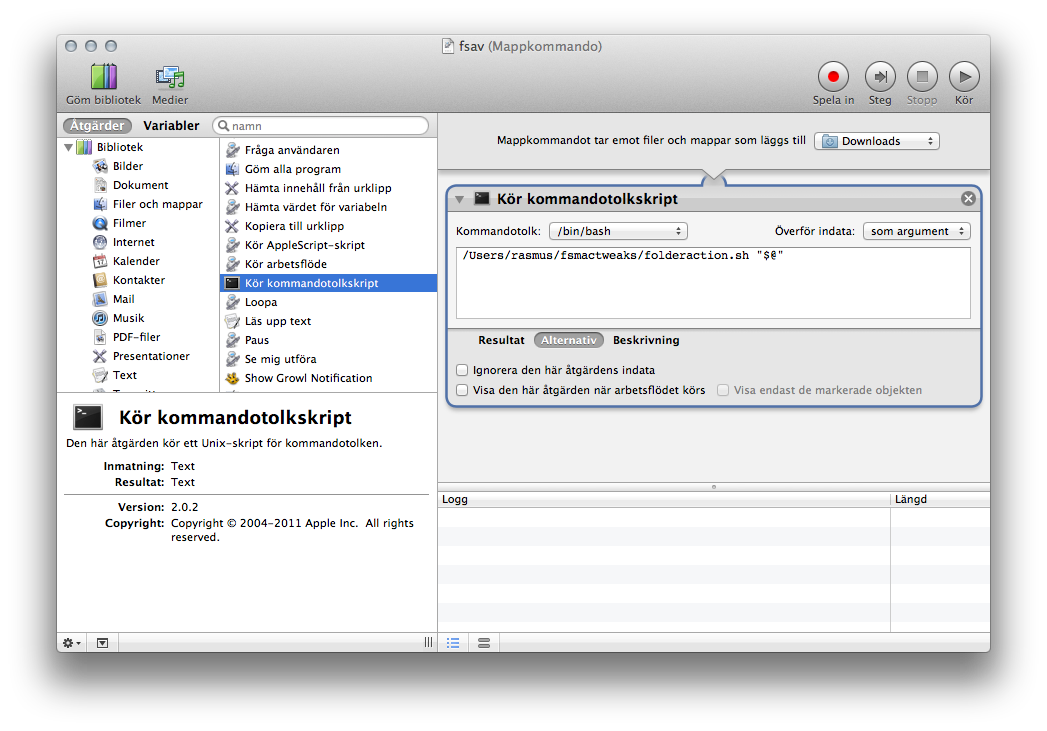 fsav (Mappkommando)
Göm bibliotek
Medier
Spela in
Steg
Stopp
Kör
Åtgärder
Variabler
namn
Bibliotek
Bilder
Dokument
Filer och mappar
Filmer
Internet
Kalender
Kontakter
Mail
Musik
PDF-filer
Presentationer
Text
Fråga användaren
Göm alla program
Hämta innehåll från urklipp
Hämta värdet för variabeln
Kopiera till urklipp
Kör AppleScript-skript
Kör arbetsflöde
Kör kommandotolkskript
Loopa
Läs upp text
Paus
Se mig utföra
Show Growl Notification
Kör kommandotolkskript
Den här åtgärden kör ett Unix-skript för kommandotolken.
Inmatning: Text
Resultat: Text
Version: 2.0.2
Copyright: Copyright © 2004-2011 Apple Inc. All rights
reserved.
Mappkommandot tar emot filer och mappar som läggs till
Downloads
Kör kommandotolkskript
Kommandotolk: /bin/bash
Överför indata: som argument
/Users/rasmus/fsmactweaks/folderaction.sh "$@"
Resultat
Alternativ
Beskrivning
Ignorera den här åtgärdens indata
Visa den här åtgärden när arbetsflödet körs
Visa endast de markerade objekten
Logg
Längd